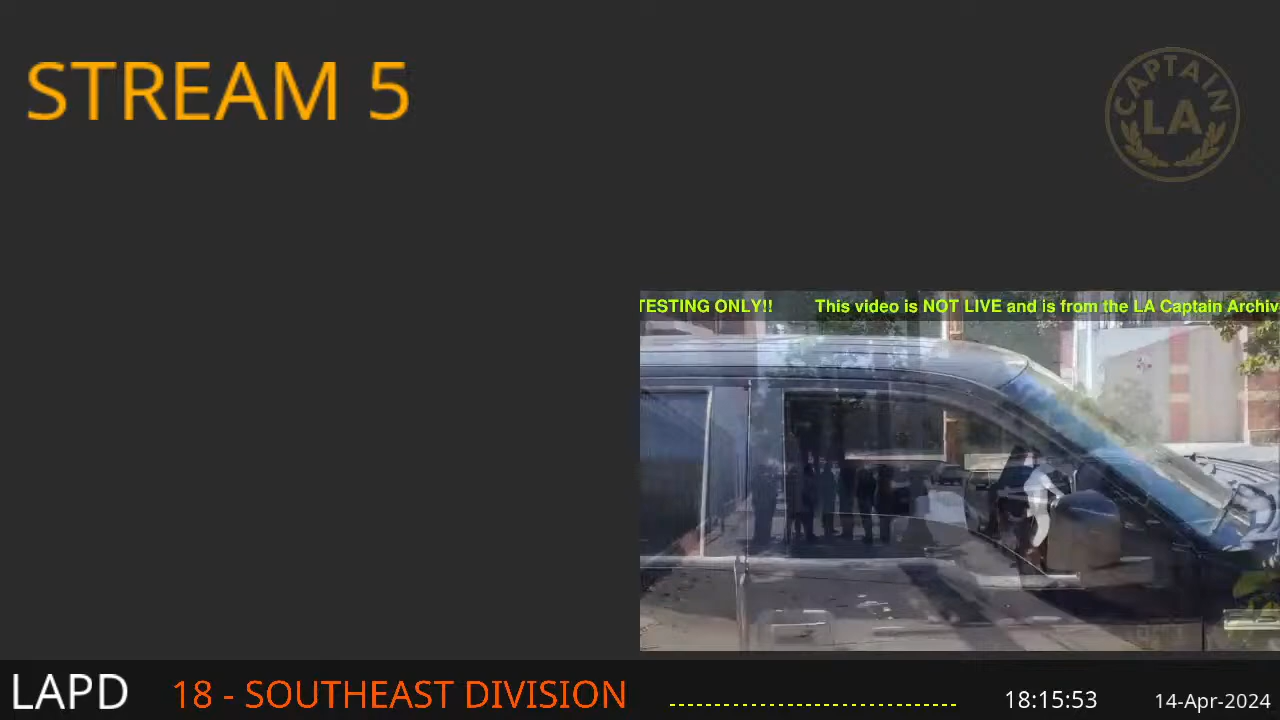 STREAM 5
CAPTAIN
LA
TESTING ONLY!! This video is NOT LIVE and is from the LA Captain Archiv
LAPD 18 - SOUTHEAST DIVISION 18:15:53 14-Apr-2024